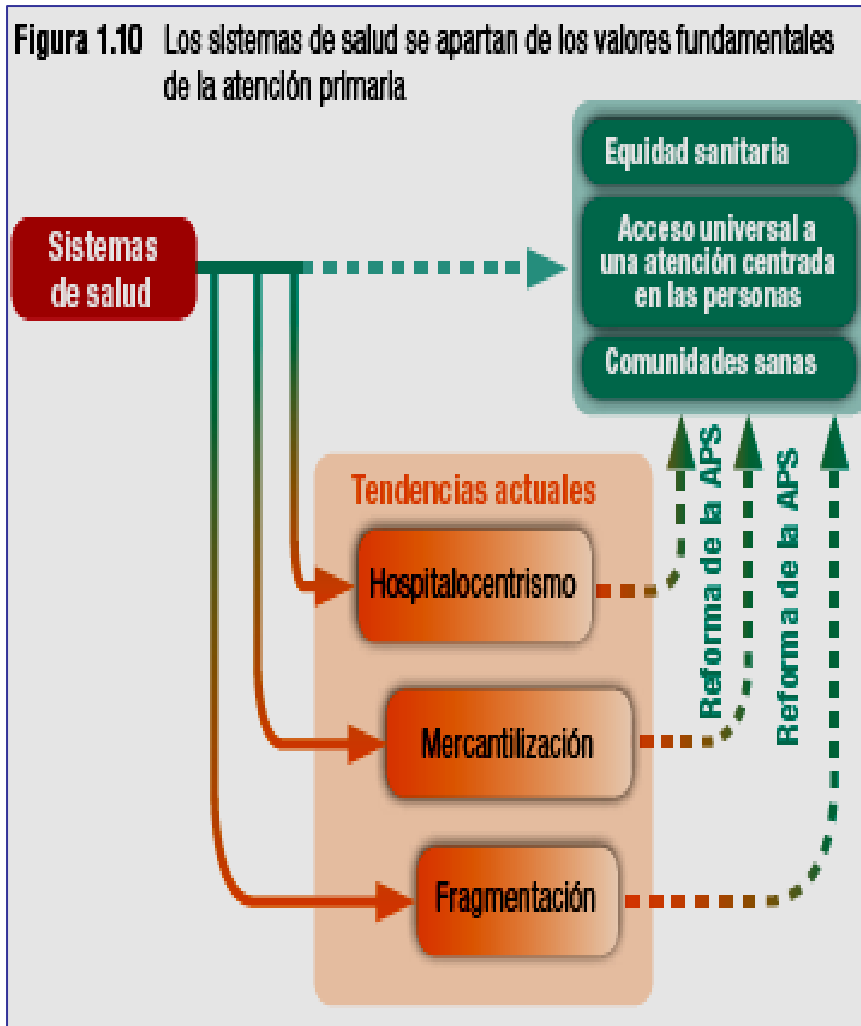 Figura 1.10 Los sistemas de salud se apartan de los valores fundamentales
de la atención primaria
Equidad sanitaria
Sistemas
de salud
Acceso universal a
una atención centrada
en las personas
Comunidades sanas
Tendencias actuales
Hospitalocentrismo
Mercantilización
Fragmentación
Reforma de la APS
Reforma de la APS